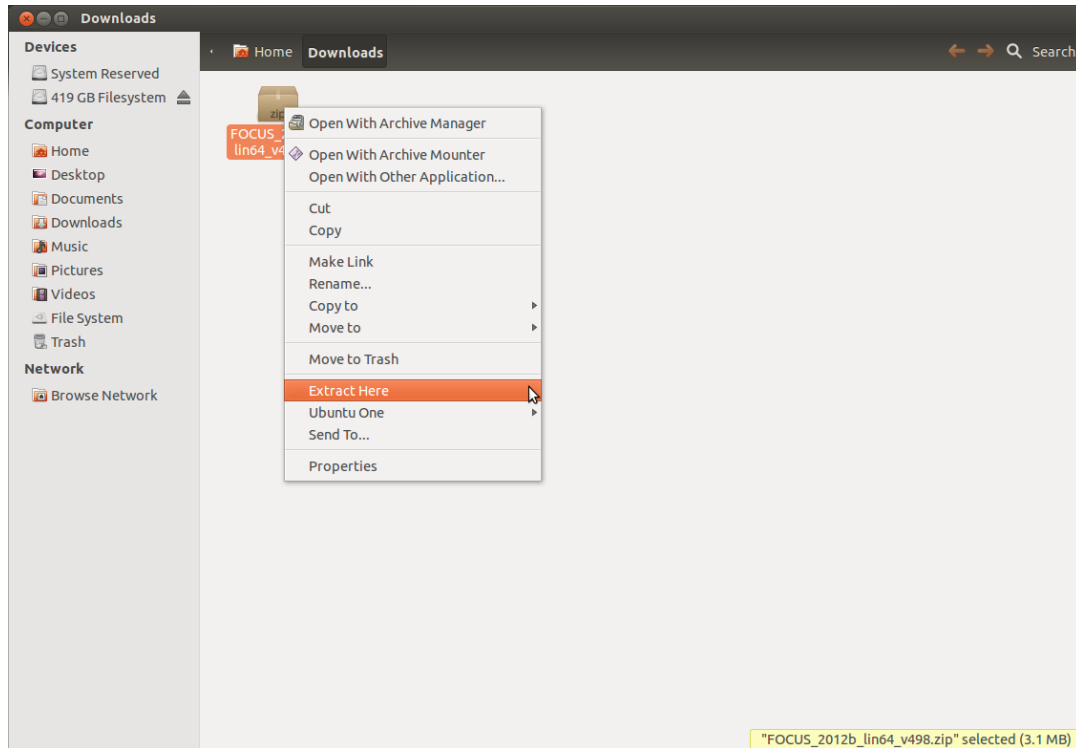 Downloads
Devices
System Reserved
419 GB Filesystem
Computer
Home
Desktop
Documents
Downloads
Music
Pictures
Videos
File System
Trash
Network
Browse Network
Home Downloads Search
zip
FOCUS_
lin64_v4
Open With Archive Manager
Open With Archive Mounter
Open With Other Application...
Cut
Copy
Make Link
Rename...
Copy to
Move to
Move to Trash
Extract Here
Ubuntu One
Send To...
Properties
"FOCUS_2012b_lin64_v498.zip" selected (3.1 MB)